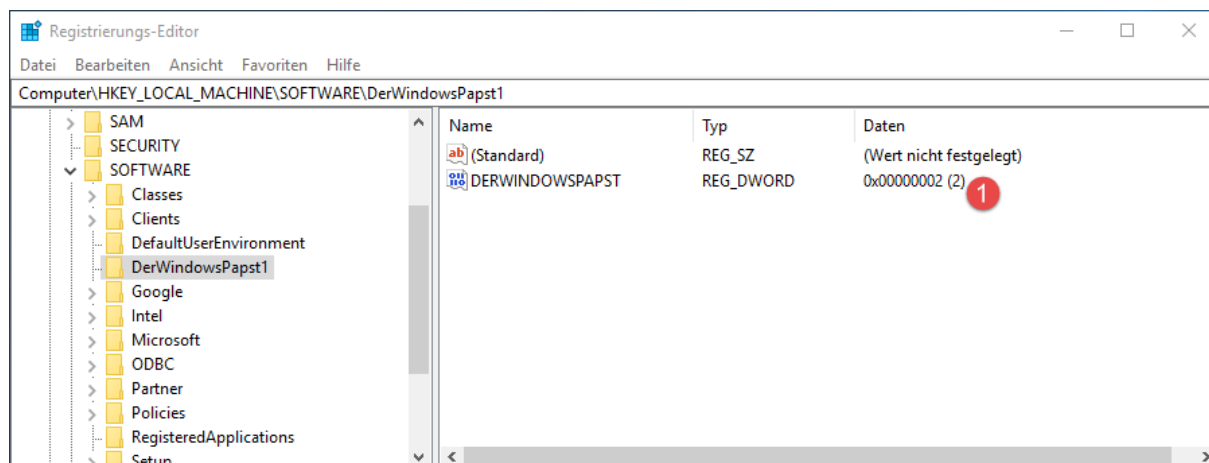 Registrierungs-Editor
Datei Bearbeiten Ansicht Favoriten Hilfe
Computer\HKEY_LOCAL_MACHINE\SOFTWARE\DerWindowsPapst1
SAM
SECURITY
SOFTWARE
Classes
Clients
DefaultUserEnvironment
DerWindowsPapst1
Google
Intel
Microsoft
ODBC
Partner
Policies
RegisteredApplications
Setup
Name Typ Daten
ab (Standard) REG_SZ (Wert nicht festgelegt)
DERWINDOWSPAPST REG_DWORD 0x00000002 (2) 1